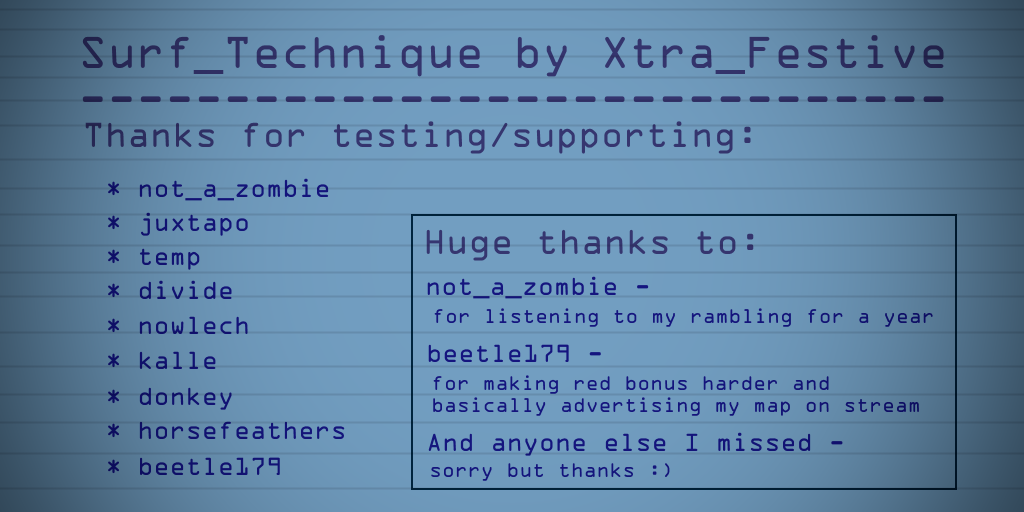 Surf_Technique by Xtra_Festive
------------------------------
Thanks for testing/supporting:
* not_a_zombie
* juxtapo
* temp
* divide
* nowlech
* kalle
* donkey
* horsefeathers
* beetle179
Huge thanks to:
not_a_zombie -
for listening to my rambling for a year
beetle179 -
for making red bonus harder and
basically advertising my map on stream
And anyone else I missed -
sorry but thanks :)